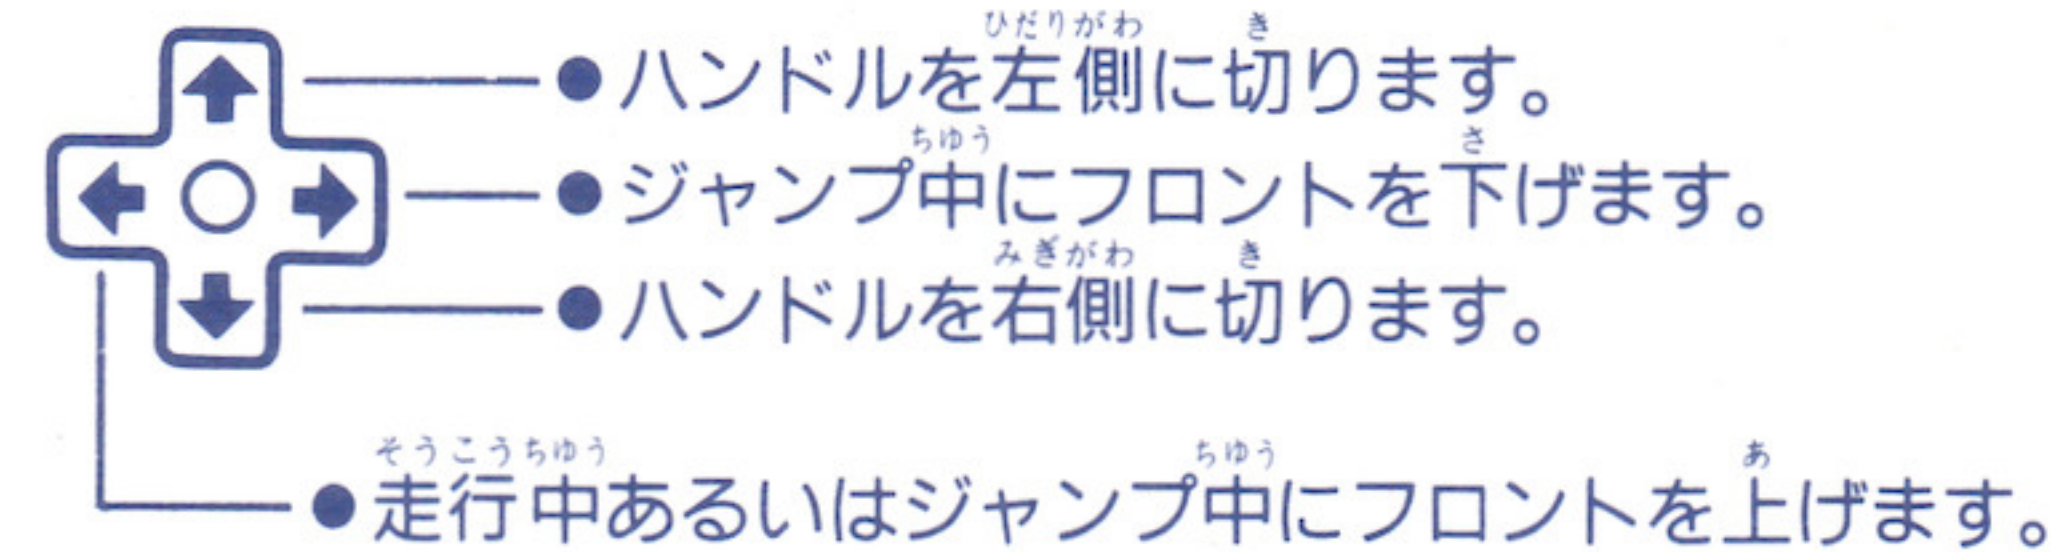 ●ハンドルを左側に切ります。
●ジャンプ中にフロントを下げます。
●ハンドルを右側に切ります。
●走行中あるいはジャンプ中にフロントを上げます。